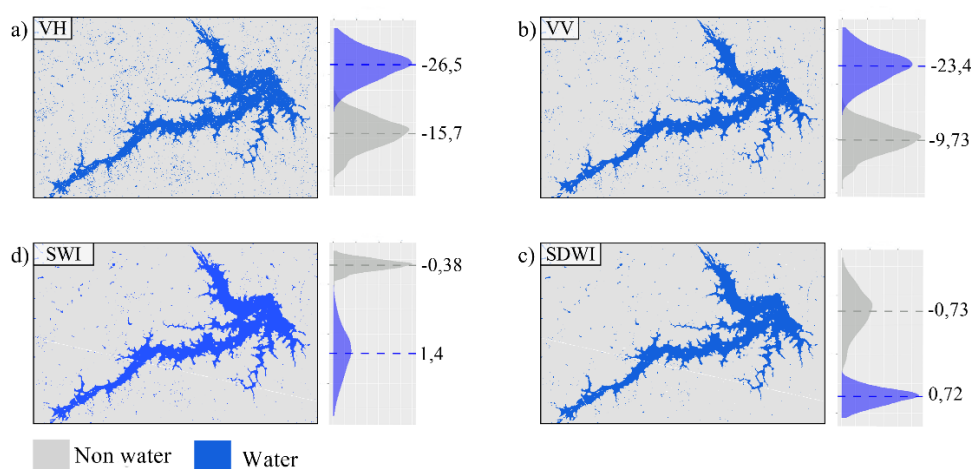 a) VH
-26,5
-15,7
b) VV
-23,4
-9,73
d) SWI
-0,38
1,4
c) SDWI
-0,73
0,72
Non water
Water